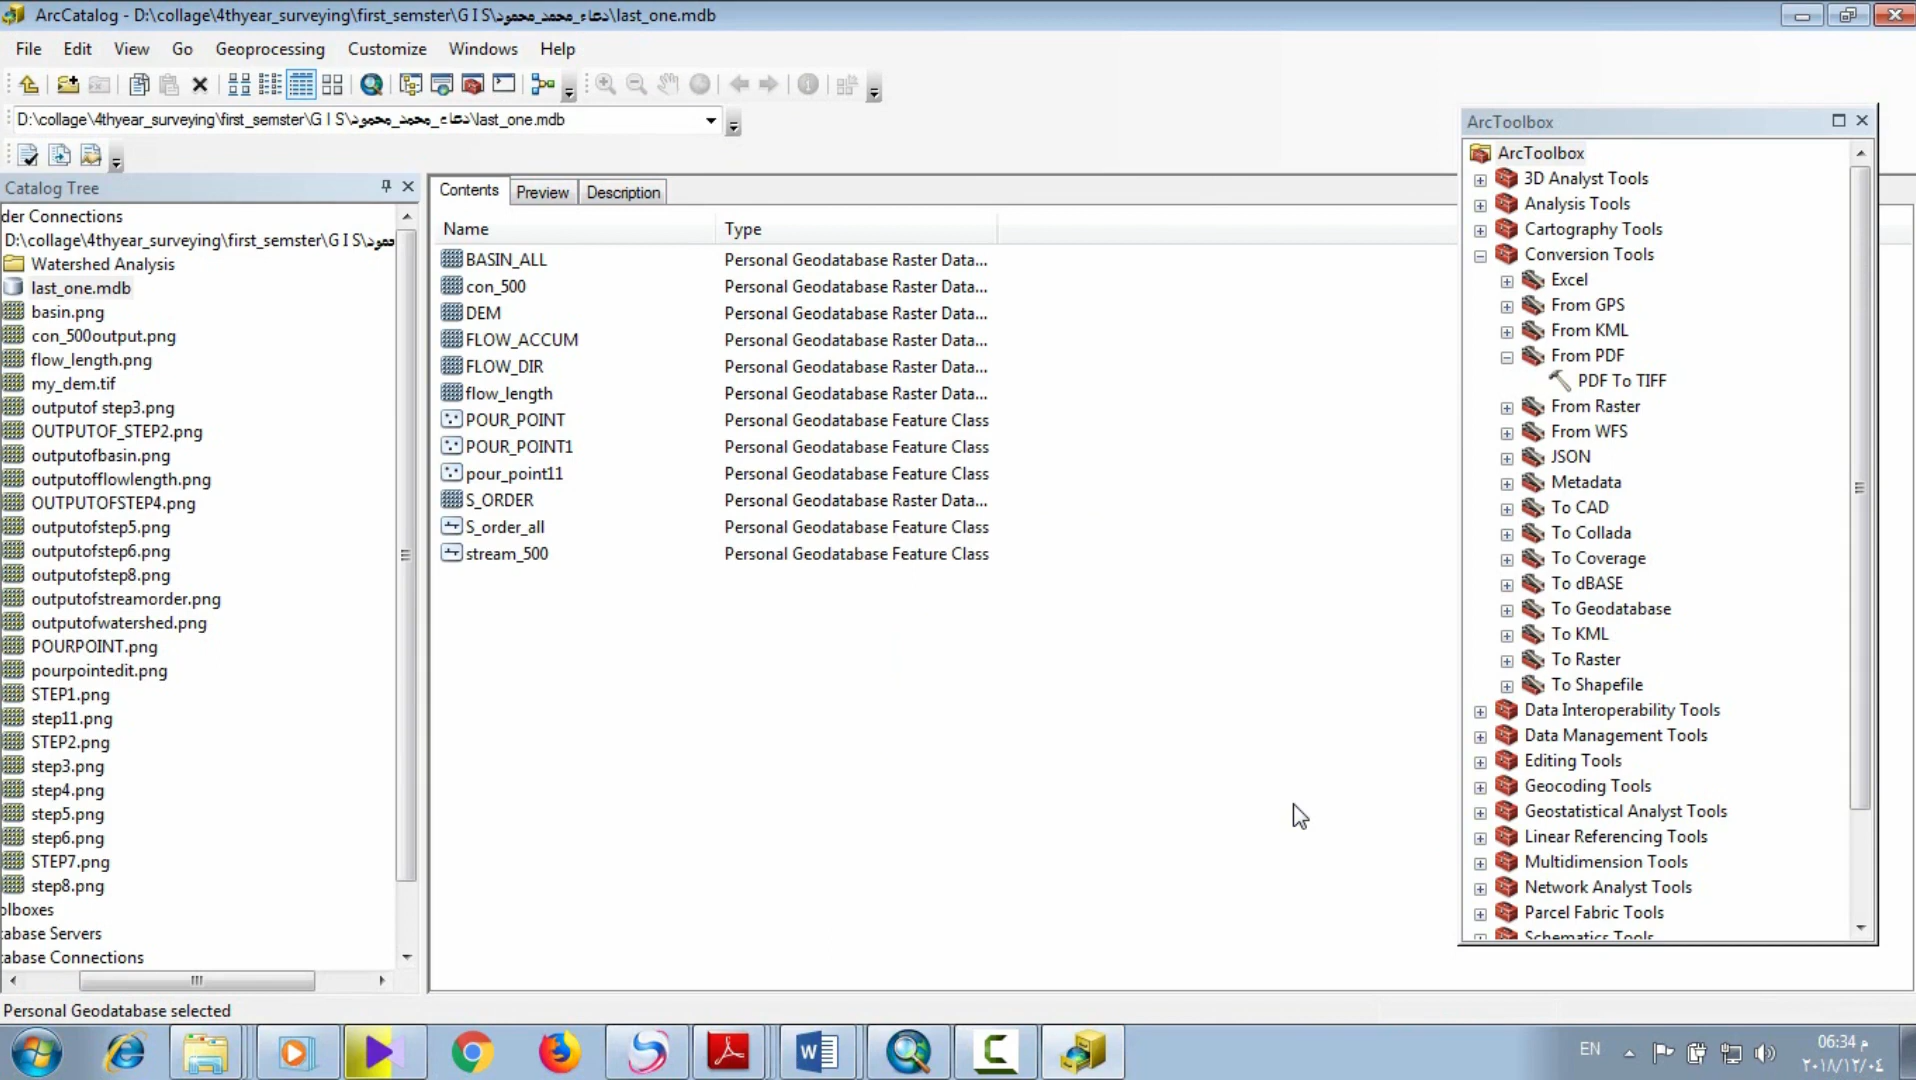 ArcCatalog - D:\collage\4thyear_surveying\first_semster\G I S\دعاء_محمد_محمود\last_one.mdb
File Edit View Go Geoprocessing Customize Windows Help
D:\collage\4thyear_surveying\first_semster\G I S\دعاء_محمد_محمود\last_one.mdb
Catalog Tree
der Connections
D:\collage\4thyear_surveying\first_semster\G I S\
Watershed Analysis
last_one.mdb
basin.png
con_500output.png
flow_length.png
my_dem.tif
outputof step3.png
OUTPUTOF_STEP2.png
outputofbasin.png
outputofflowlength.png
OUTPUTOFSTEP4.png
outputofstep5.png
outputofstep6.png
outputofstep8.png
outputofstreamorder.png
outputofwatershed.png
POURPOINT.png
pourpointedit.png
STEP1.png
step11.png
STEP2.png
step3.png
step4.png
step5.png
step6.png
STEP7.png
step8.png
olboxes
tabase Servers
tabase Connections
Contents Preview Description
Name Type
BASIN_ALL Personal Geodatabase Raster Data...
con_500 Personal Geodatabase Raster Data...
DEM Personal Geodatabase Raster Data...
FLOW_ACCUM Personal Geodatabase Raster Data...
FLOW_DIR Personal Geodatabase Raster Data...
flow_length Personal Geodatabase Raster Data...
POUR_POINT Personal Geodatabase Feature Class
POUR_POINT1 Personal Geodatabase Feature Class
pour_point11 Personal Geodatabase Feature Class
S_ORDER Personal Geodatabase Raster Data...
S_order_all Personal Geodatabase Feature Class
stream_500 Personal Geodatabase Feature Class
ArcToolbox
ArcToolbox
3D Analyst Tools
Analysis Tools
Cartography Tools
Conversion Tools
Excel
From GPS
From KML
From PDF
PDF To TIFF
From Raster
From WFS
JSON
Metadata
To CAD
To Collada
To Coverage
To dBASE
To Geodatabase
To KML
To Raster
To Shapefile
Data Interoperability Tools
Data Management Tools
Editing Tools
Geocoding Tools
Geostatistical Analyst Tools
Linear Referencing Tools
Multidimension Tools
Network Analyst Tools
Parcel Fabric Tools
Schematics Tools
Personal Geodatabase selected
EN
06:34 م
٢٠١٨/١٢/٠٤